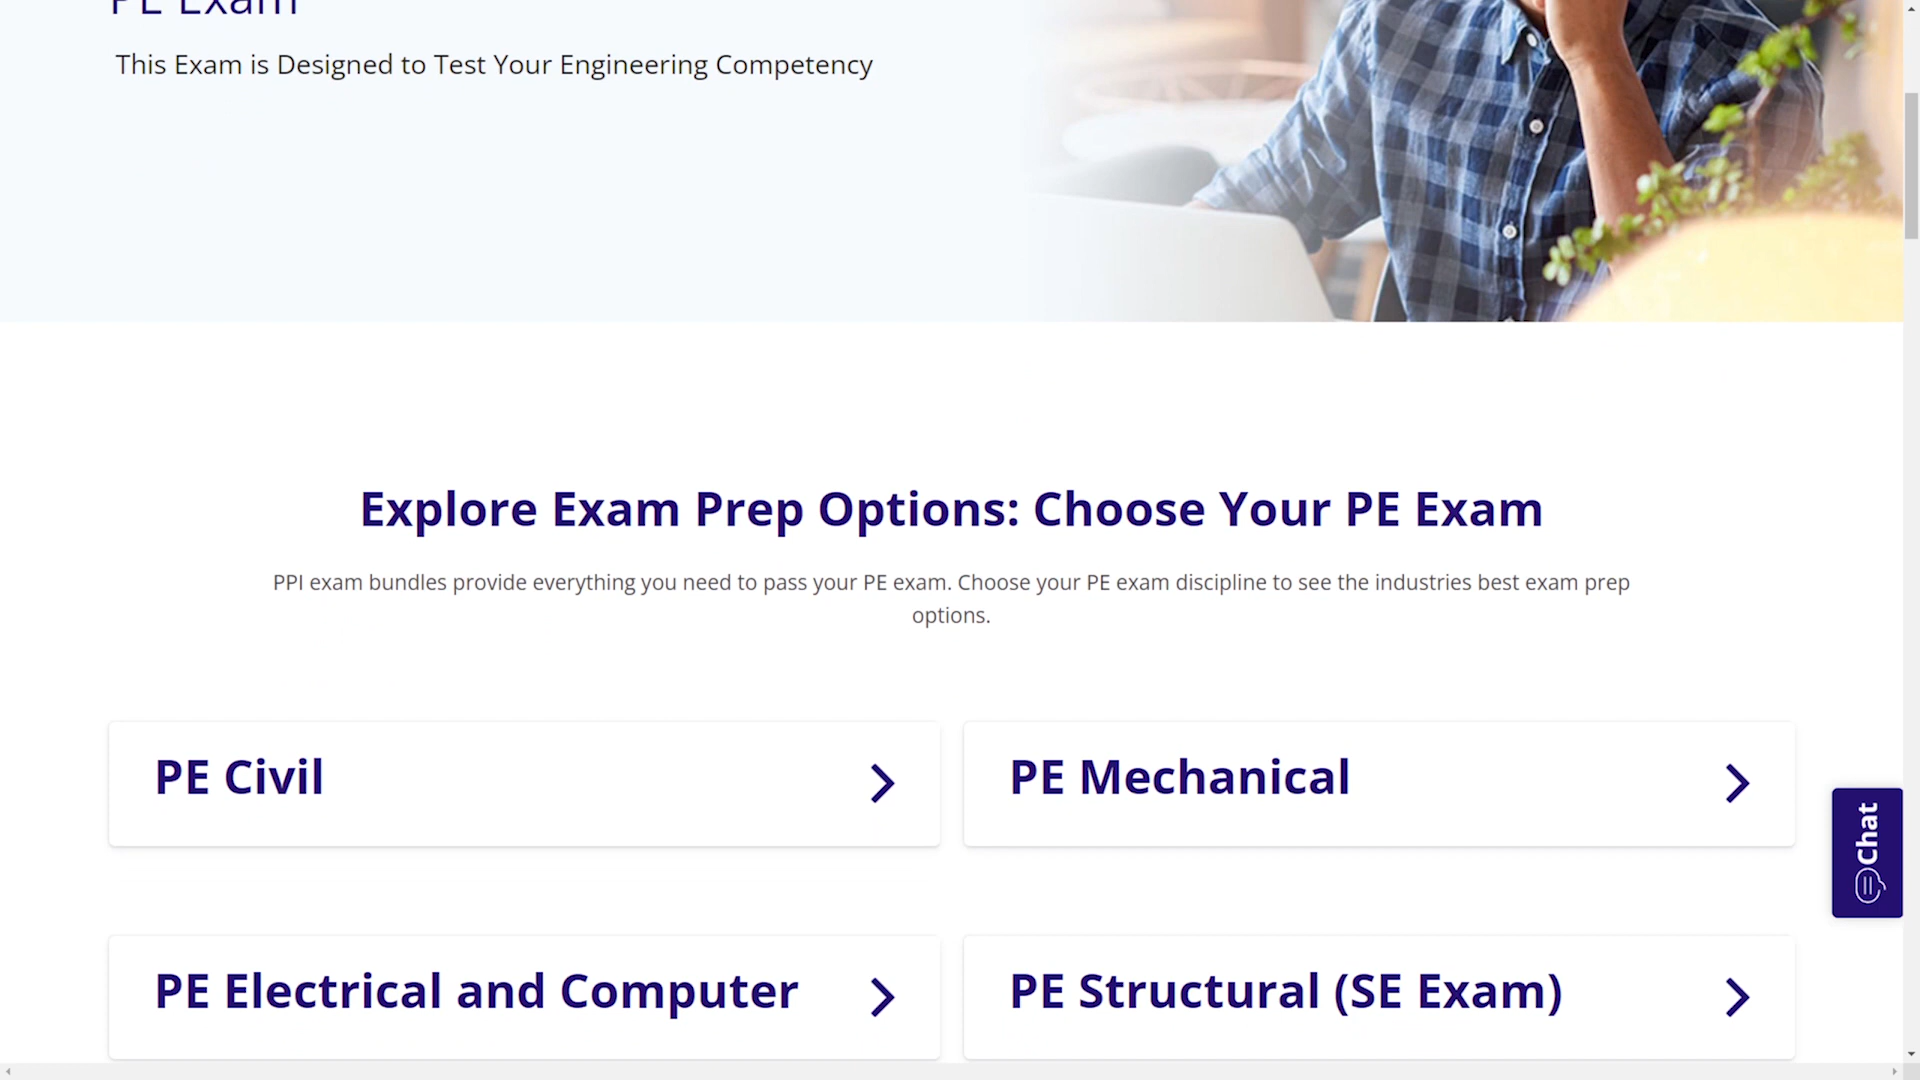 PE Exam
This Exam is Designed to Test Your Engineering Competency
Explore Exam Prep Options: Choose Your PE Exam
PPI exam bundles provide everything you need to pass your PE exam. Choose your PE exam discipline to see the industries best exam prep
options.
PE Civil
PE Mechanical
Chat
PE Electrical and Computer
PE Structural (SE Exam)